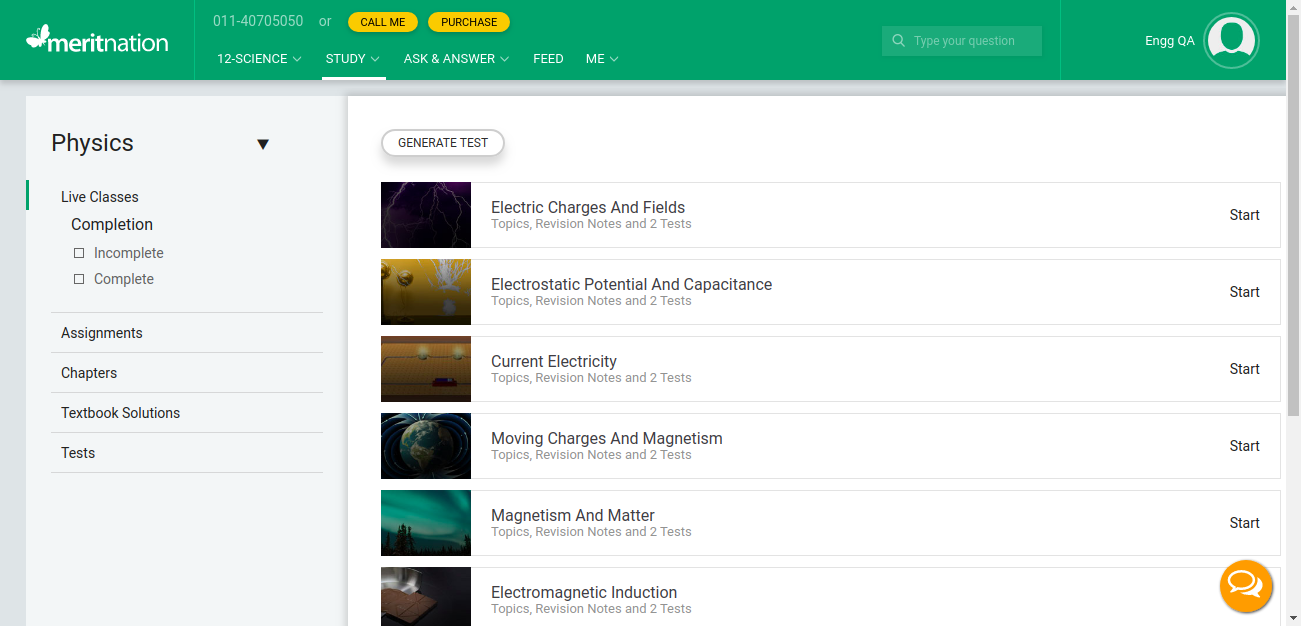 meritnation
011-40705050 or CALL ME PURCHASE
12-SCIENCE STUDY ASK & ANSWER FEED ME
Type your question
Engg QA
Physics
Live Classes
Completion
Incomplete
Complete
Assignments
Chapters
Textbook Solutions
Tests
GENERATE TEST
Electric Charges And Fields
Topics, Revision Notes and 2 Tests
Start
Electrostatic Potential And Capacitance
Topics, Revision Notes and 2 Tests
Start
Current Electricity
Topics, Revision Notes and 2 Tests
Start
Moving Charges And Magnetism
Topics, Revision Notes and 2 Tests
Start
Magnetism And Matter
Topics, Revision Notes and 2 Tests
Start
Electromagnetic Induction
Topics, Revision Notes and 2 Tests